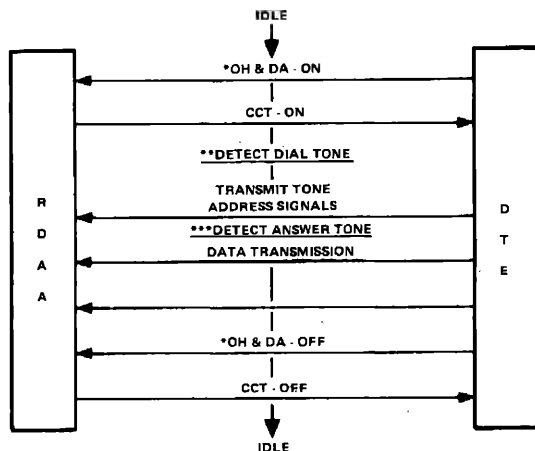 IDLE
*OH & DA - ON
CCT - ON
**DETECT DIAL TONE
TRANSMIT TONE
ADDRESS SIGNALS
***DETECT ANSWER TONE
DATA TRANSMISSION
*OH & DA - OFF
CCT - OFF
IDLE
R
D
A
A
D
T
E